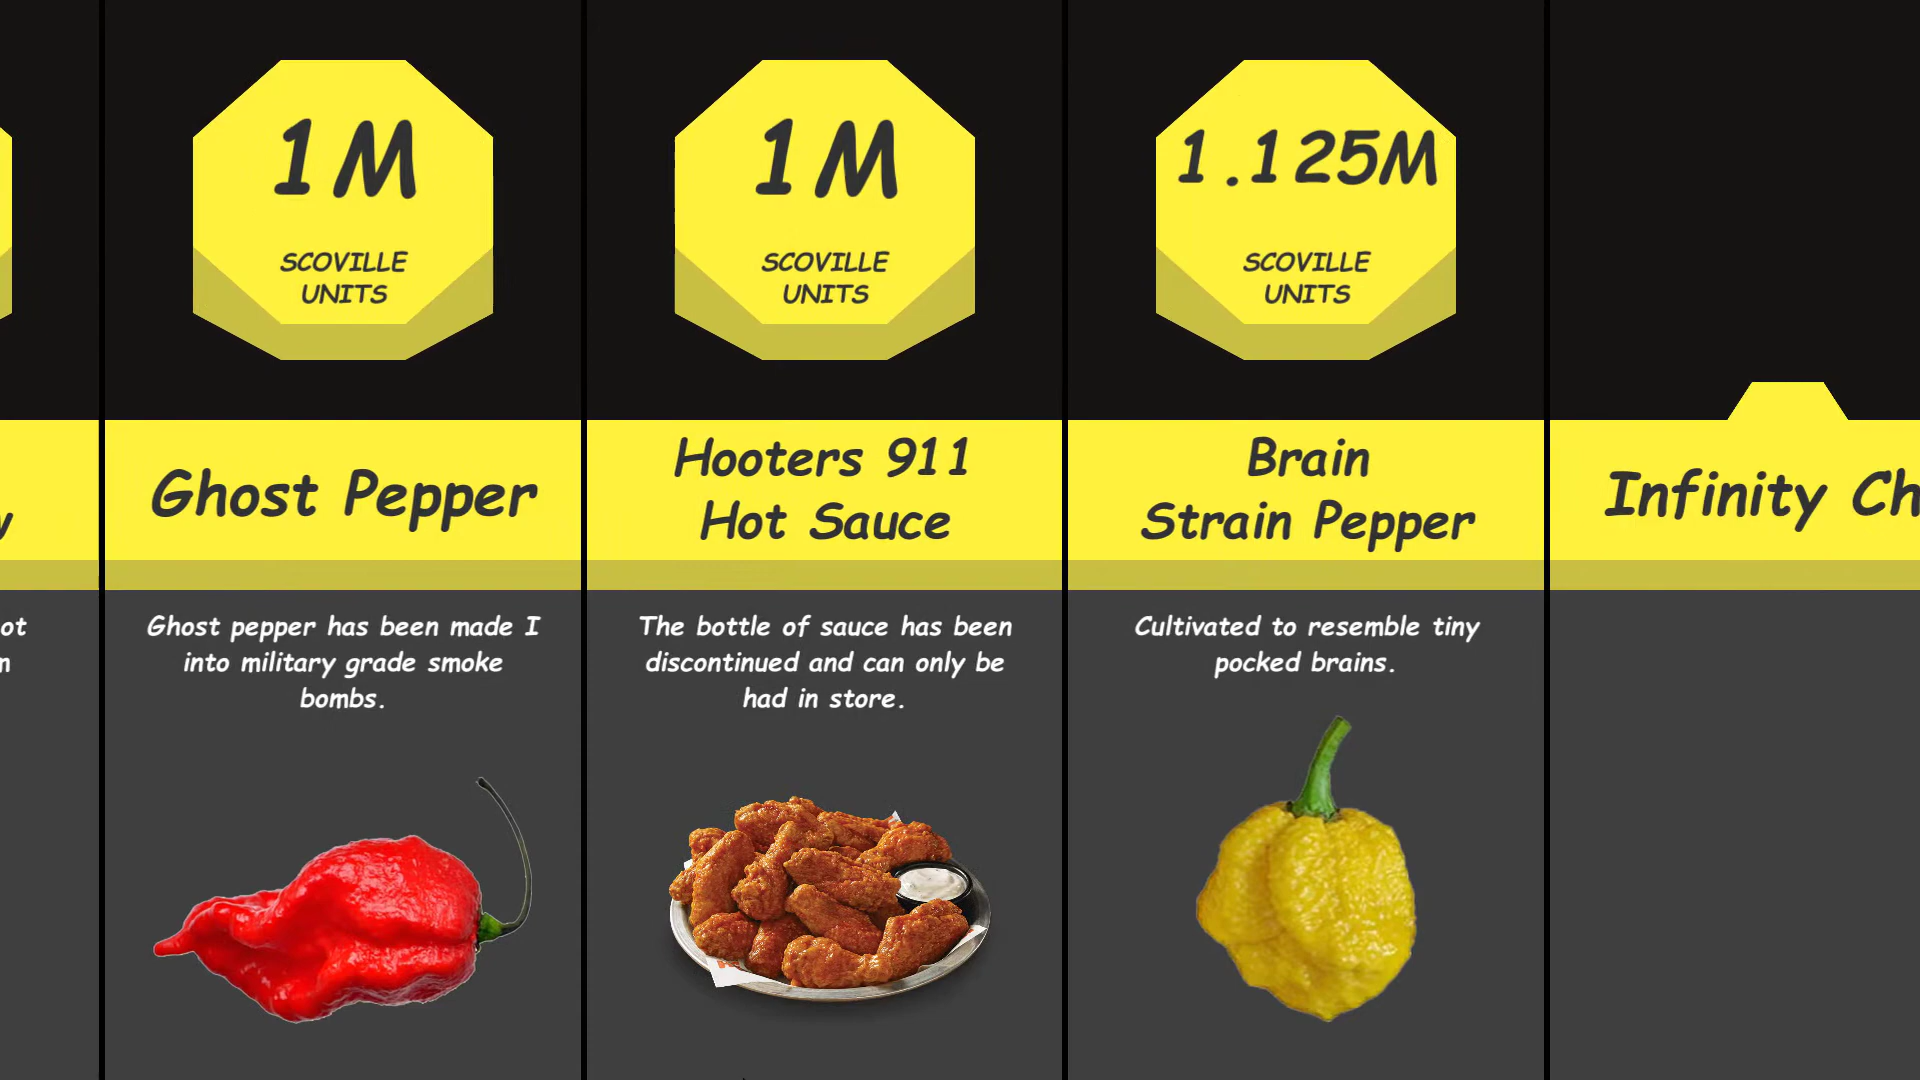 1M
SCOVILLE
UNITS
Ghost Pepper
Ghost pepper has been made I
into military grade smoke
bombs.
1M
SCOVILLE
UNITS
Hooters 911
Hot Sauce
The bottle of sauce has been
discontinued and can only be
had in store.
1.125M
SCOVILLE
UNITS
Brain
Strain Pepper
Cultivated to resemble tiny
pocked brains.
Infinity Ch